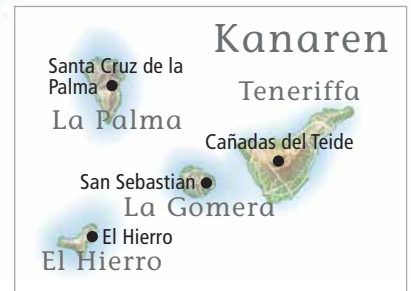 Kanaren
Santa Cruz de la
Palma
La Palma
Teneriffa
Cañadas del Teide
San Sebastian
La Gomera
El Hierro
El Hierro